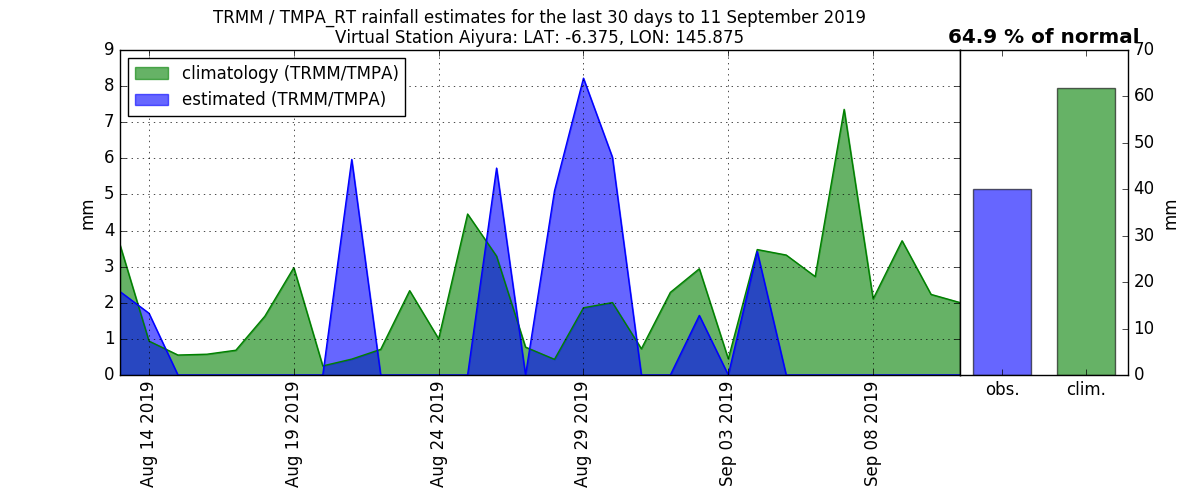 TRMM / TMPA_RT rainfall estimates for the last 30 days to 11 September 2019
Virtual Station Aiyura: LAT: -6.375, LON: 145.875
64.9 % of normal
climatology (TRMM/TMPA)
estimated (TRMM/TMPA)
9
8
7
6
5
4
3
2
1
0
mm
Aug 14 2019
Aug 19 2019
Aug 24 2019
Aug 29 2019
Sep 03 2019
Sep 08 2019
70
60
50
40
30
20
10
0
mm
obs.
clim.